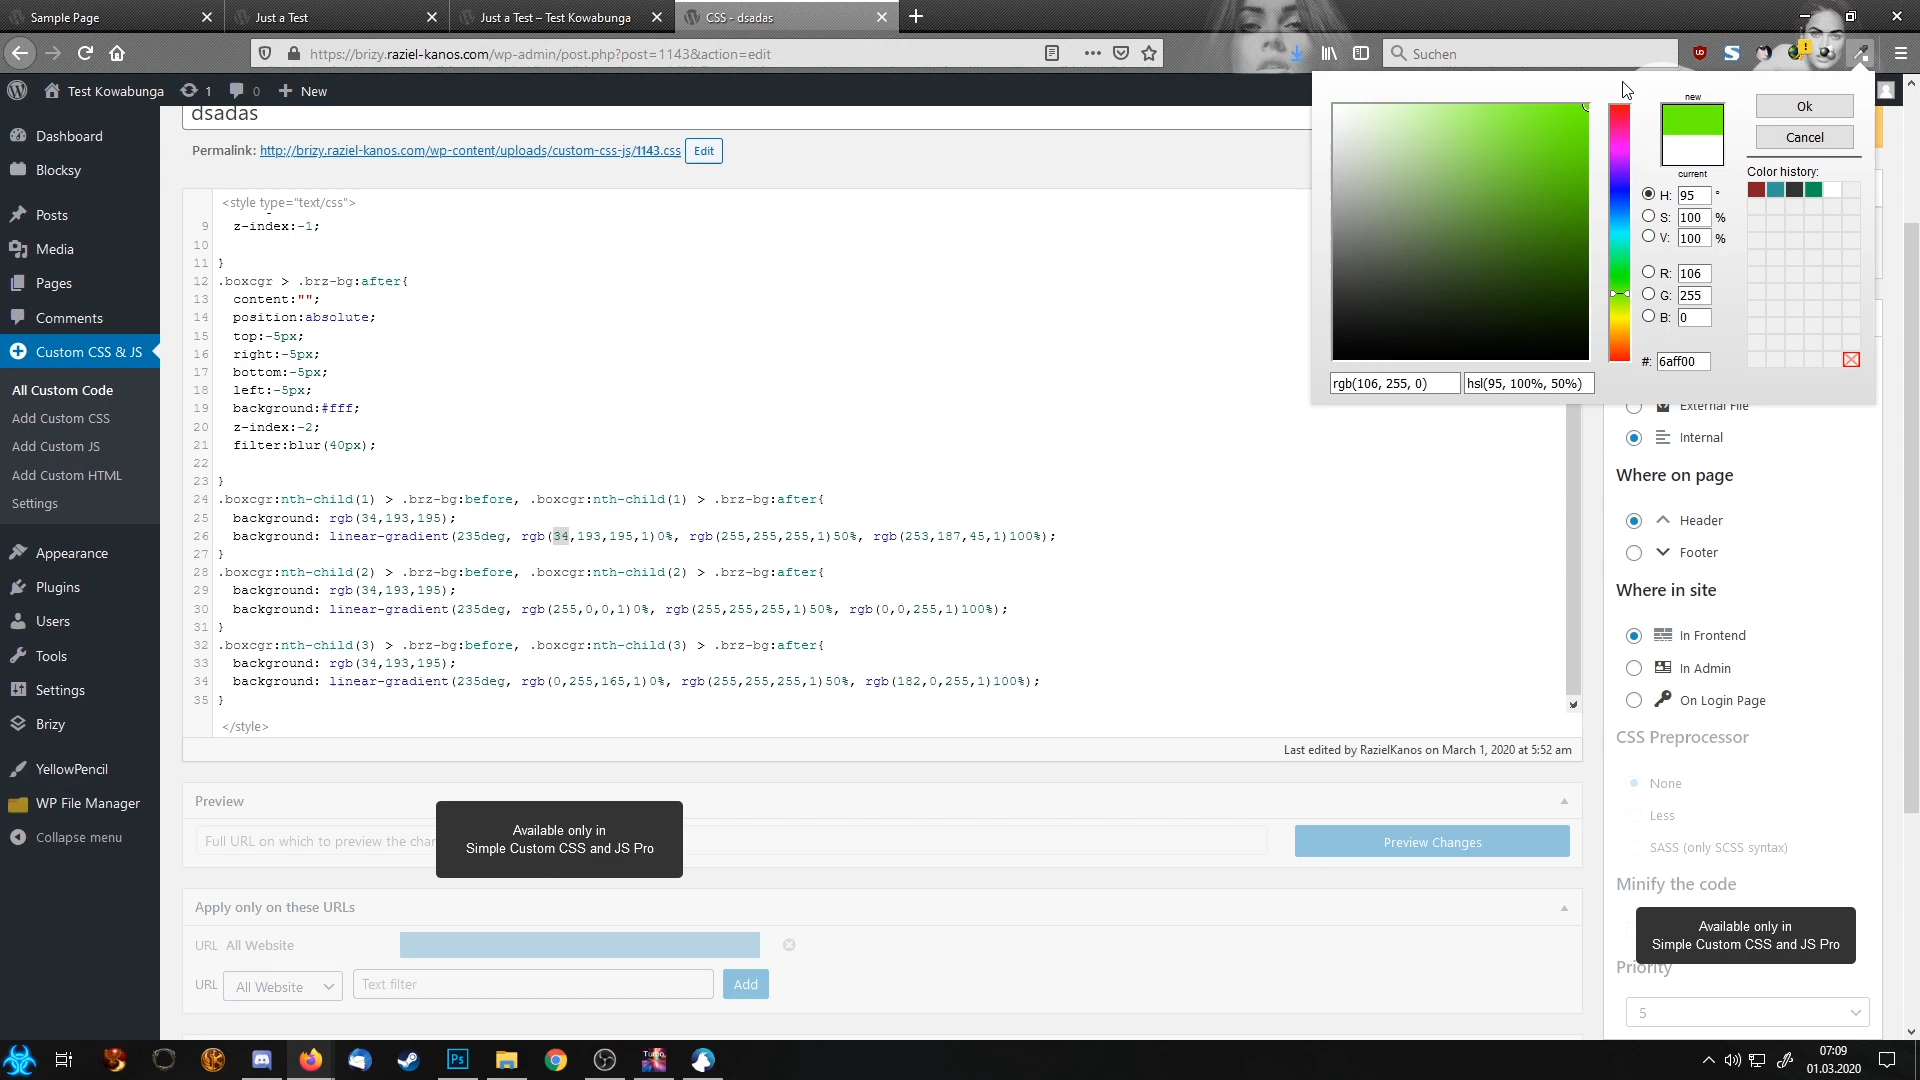 Sample Page
Just a Test
Just a Test – Test Kowabunga
CSS - dsadas
https://brizy.raziel-kanos.com/wp-admin/post.php?post=1143&action=edit
Suchen
Test Kowabunga
1
0
New
Dashboard
Blocksy
Posts
Media
Pages
Comments
Custom CSS & JS
All Custom Code
Add Custom CSS
Add Custom JS
Add Custom HTML
Settings
Appearance
Plugins
Users
Tools
Settings
Brizy
YellowPencil
WP File Manager
Collapse menu
dsadas
Permalink: http://brizy.raziel-kanos.com/wp-content/uploads/custom-css-js/1143.css Edit
<style type="text/css">
9 z-index:-1;
10
11 }
12 .boxcgr > .brz-bg:after{
13 content:"";
14 position:absolute;
15 top:-5px;
16 right:-5px;
17 bottom:-5px;
18 left:-5px;
19 background:#fff;
20 z-index:-2;
21 filter:blur(40px);
22
23 }
24 .boxcgr:nth-child(1) > .brz-bg:before, .boxcgr:nth-child(1) > .brz-bg:after{
25 background: rgb(34,193,195);
26 background: linear-gradient(235deg, rgb(34,193,195,1)0%, rgb(255,255,255,1)50%, rgb(253,187,45,1)100%);
27 }
28 .boxcgr:nth-child(2) > .brz-bg:before, .boxcgr:nth-child(2) > .brz-bg:after{
29 background: rgb(34,193,195);
30 background: linear-gradient(235deg, rgb(255,0,0,1)0%, rgb(255,255,255,1)50%, rgb(0,0,255,1)100%);
31 }
32 .boxcgr:nth-child(3) > .brz-bg:before, .boxcgr:nth-child(3) > .brz-bg:after{
33 background: rgb(34,193,195);
34 background: linear-gradient(235deg, rgb(0,255,165,1)0%, rgb(255,255,255,1)50%, rgb(182,0,255,1)100%);
35 }
</style>
Last edited by RazielKanos on March 1, 2020 at 5:52 am
Preview
Full URL on which to preview the char
Available only in
Simple Custom CSS and JS Pro
Preview Changes
Apply only on these URLs
URL All Website
URL All Website Text filter Add
new
current
Ok
Cancel
Color history:
H: 95 °
S: 100 %
V: 100 %
R: 106
G: 255
B: 0
#: 6aff00
rgb(106, 255, 0) hsl(95, 100%, 50%)
External File
Internal
Where on page
Header
Footer
Where in site
In Frontend
In Admin
On Login Page
CSS Preprocessor
None
Less
SASS (only SCSS syntax)
Minify the code
Available only in
Simple Custom CSS and JS Pro
Priority
5
Ps
07:09
01.03.2020